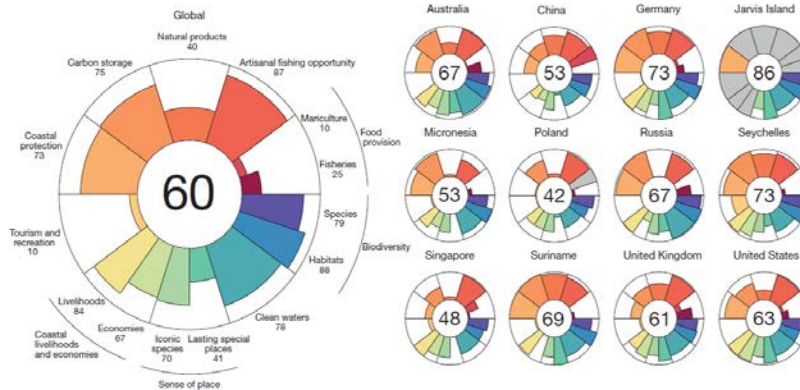 Global
Natural products
40
Carbon storage
75
Artisanal fishing opportunity
87
Mariculture
10
Food
provision
Fisheries
25
Coastal
protection
73
60
Species
79
Biodiversity
Habitats
88
Tourism and
recreation
10
Clean waters
78
Livelihoods
84
Economies
67
Coastal
livelihoods
and economies
Iconic
species
70
Lasting special
places
41
Sense of place
Australia
67
China
53
Germany
73
Jarvis Island
86
Micronesia
53
Poland
42
Russia
67
Seychelles
73
Singapore
48
Suriname
69
United Kingdom
61
United States
63